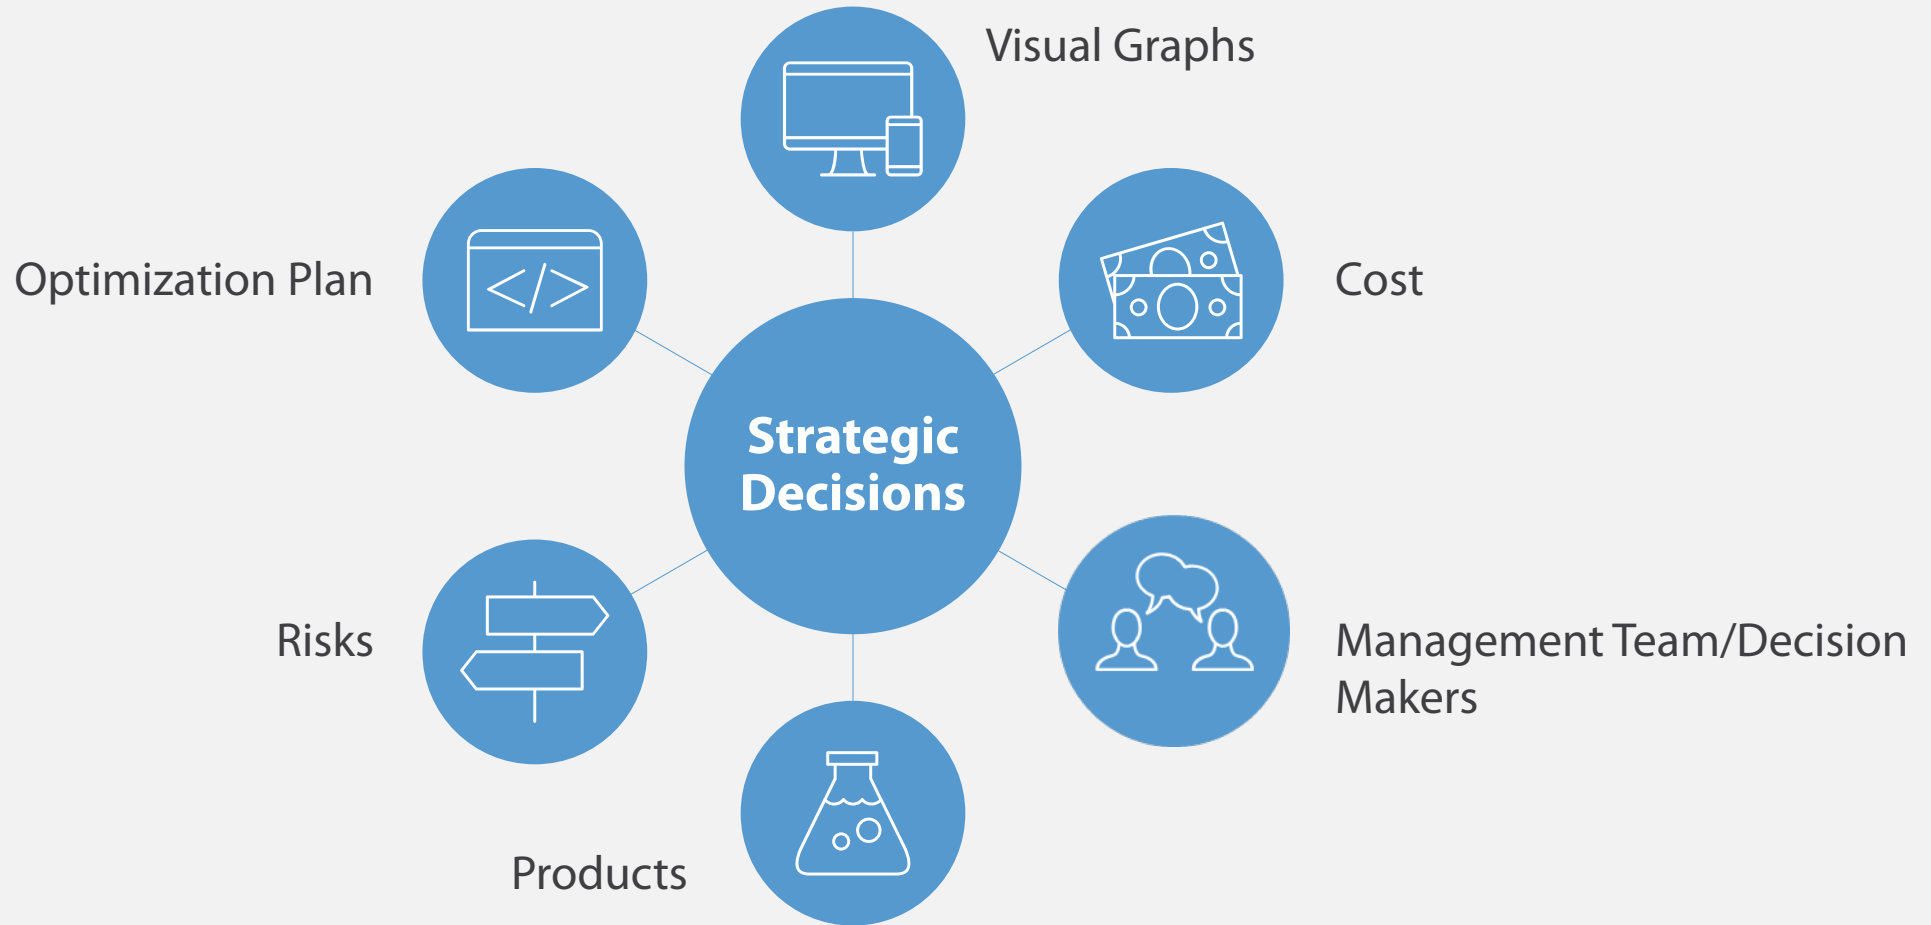 Visual Graphs
Optimization Plan
Cost
Strategic
Decisions
Risks
Management Team/Decision
Makers
Products